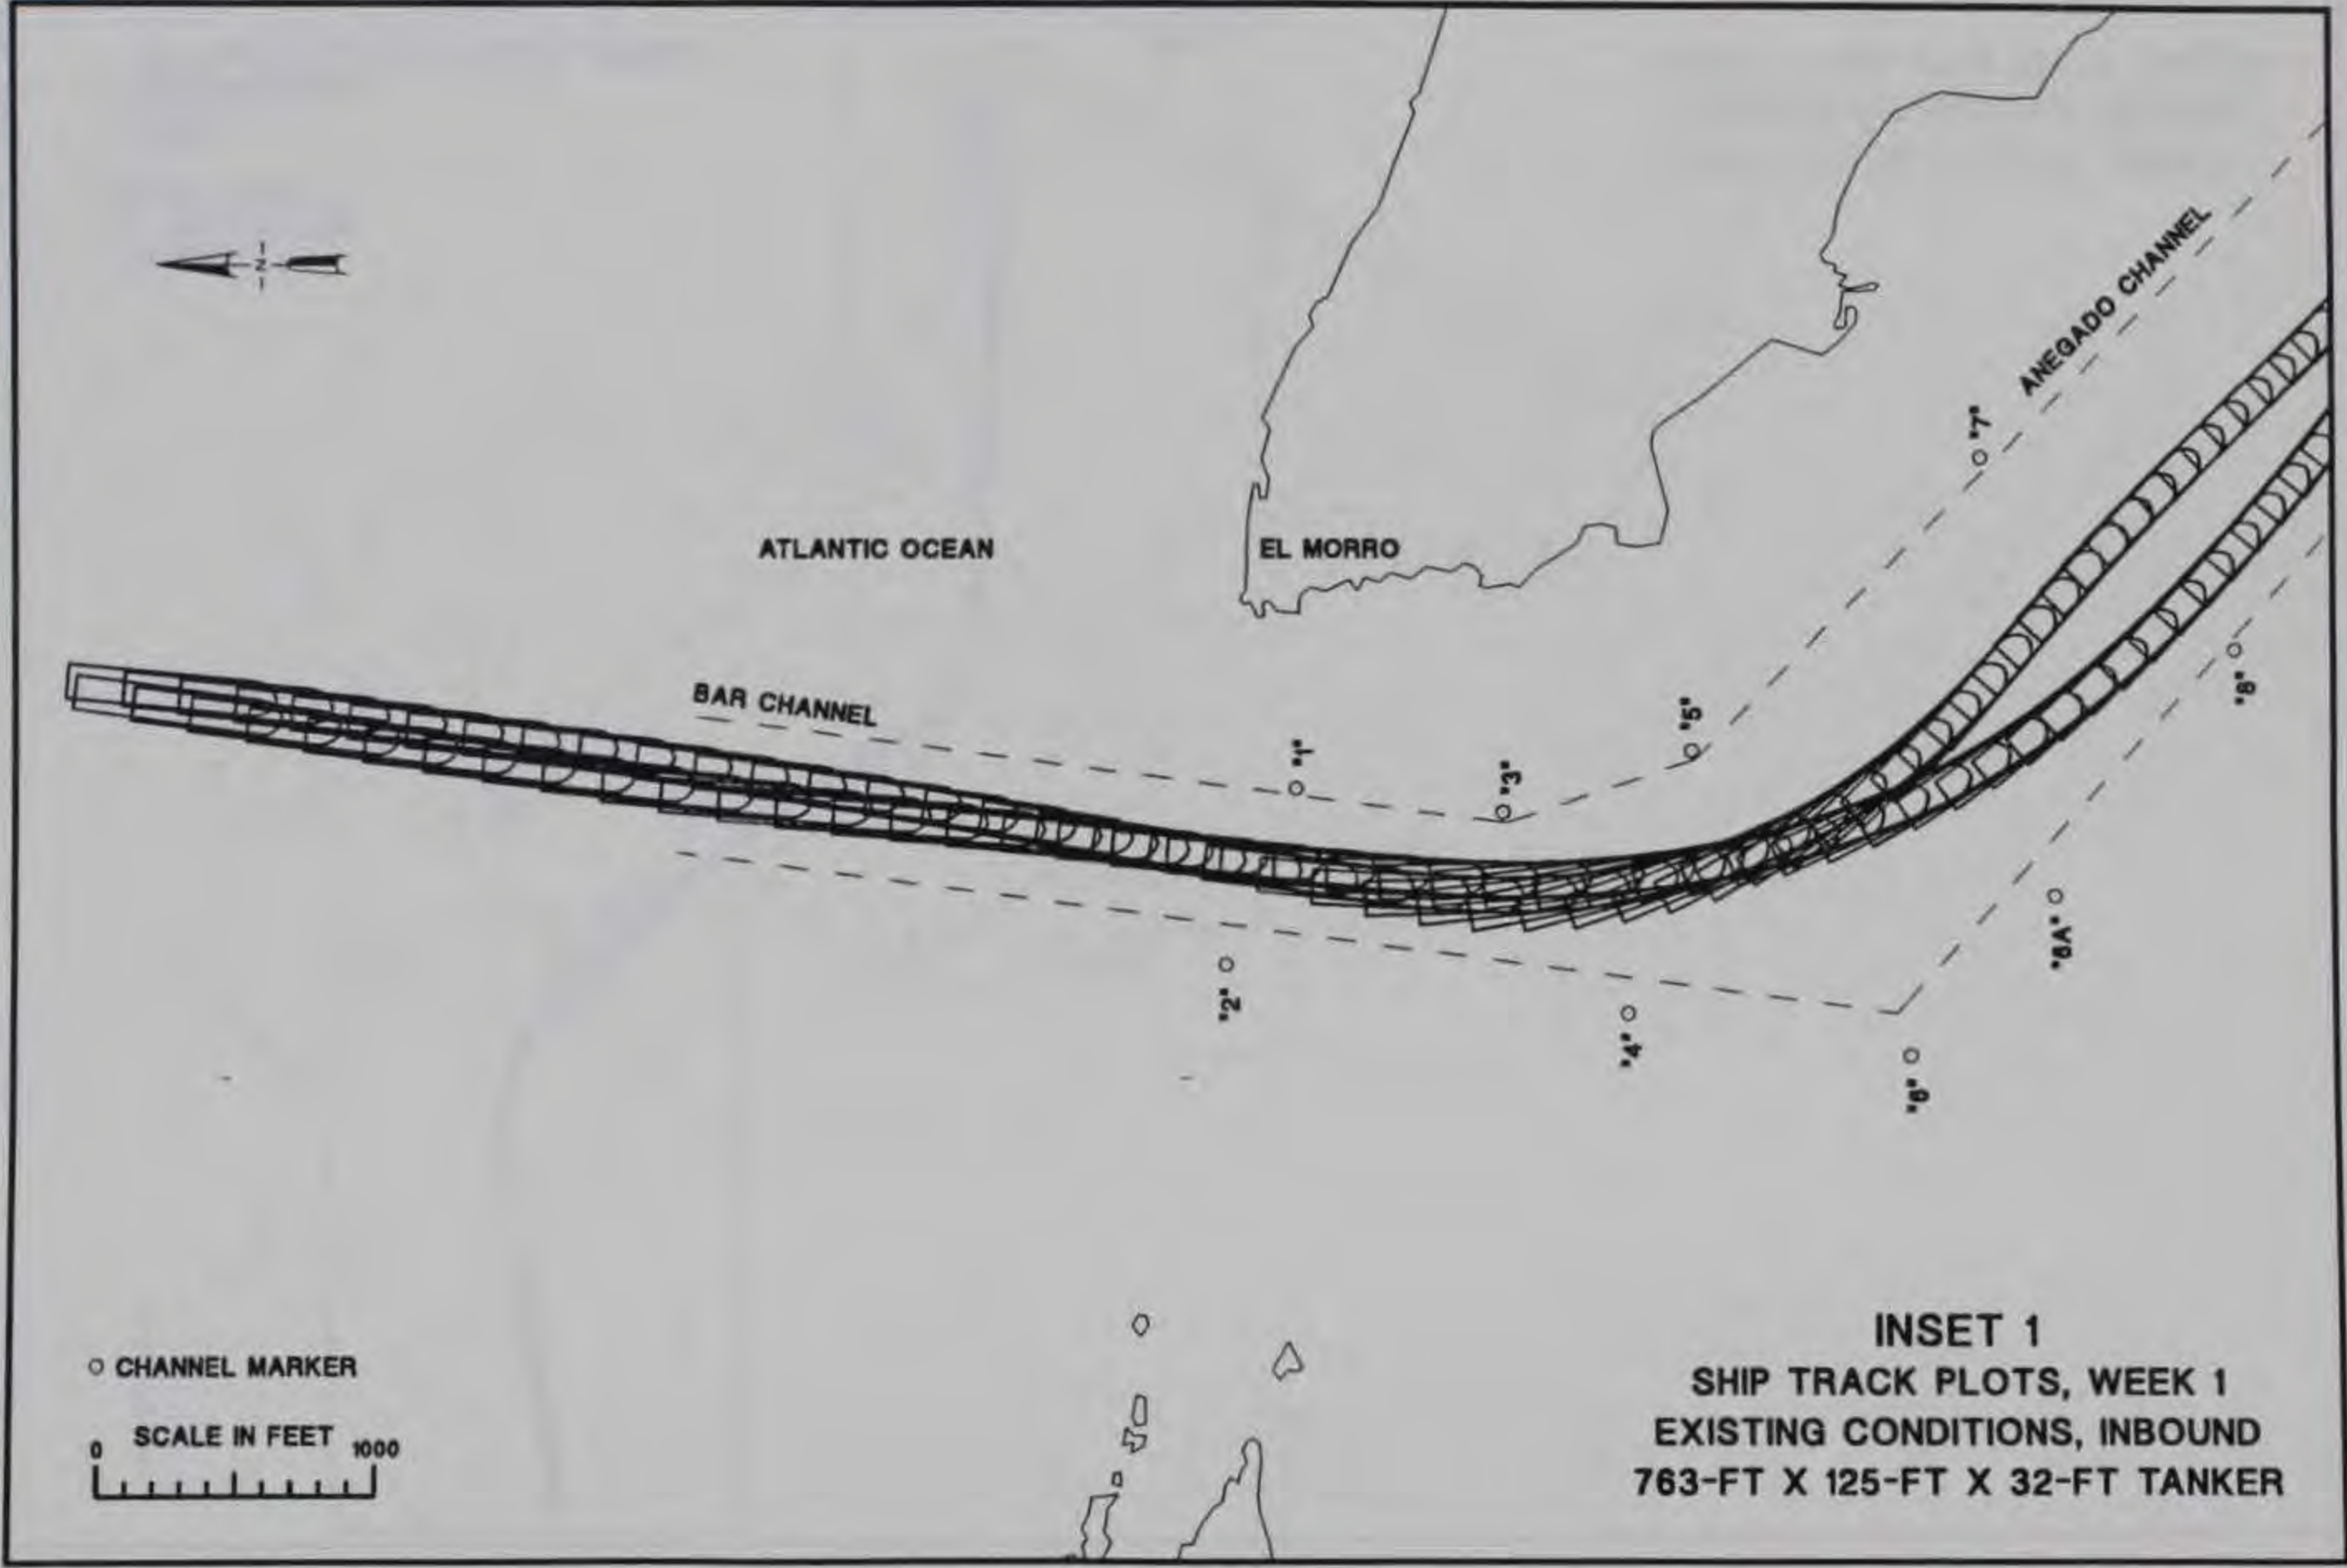 N
ANEGADO CHANNEL
"7"
ATLANTIC OCEAN
EL MORRO
BAR CHANNEL
"5"
"1"
"3"
"8"
"2"
"4"
"6A"
"6"
CHANNEL MARKER
SCALE IN FEET
0 1000
INSET 1
SHIP TRACK PLOTS, WEEK 1
EXISTING CONDITIONS, INBOUND
763-FT X 125-FT X 32-FT TANKER